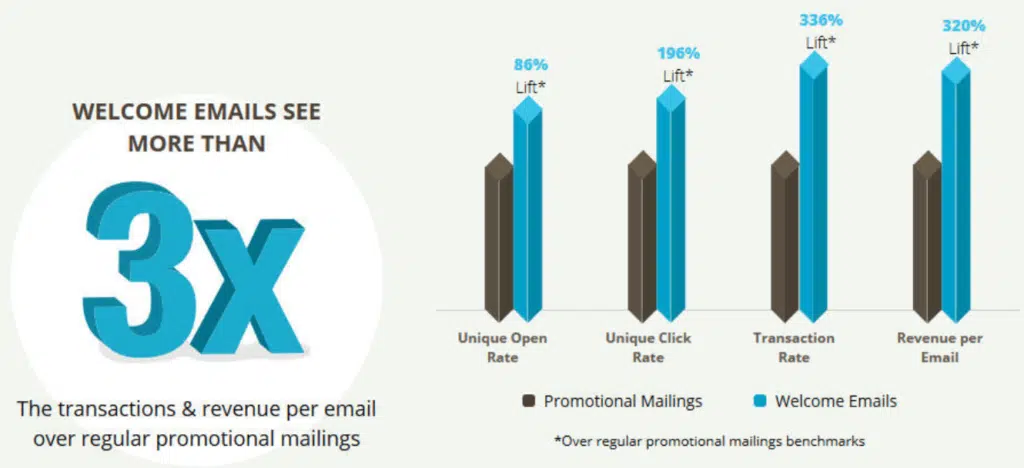 WELCOME EMAILS SEE
MORE THAN
3x
The transactions & revenue per email
over regular promotional mailings
86%
Lift*
196%
Lift*
336%
Lift*
320%
Lift*
Unique Open
Rate
Unique Click
Rate
Transaction
Rate
Revenue per
Email
Promotional Mailings
Welcome Emails
*Over regular promotional mailings benchmarks